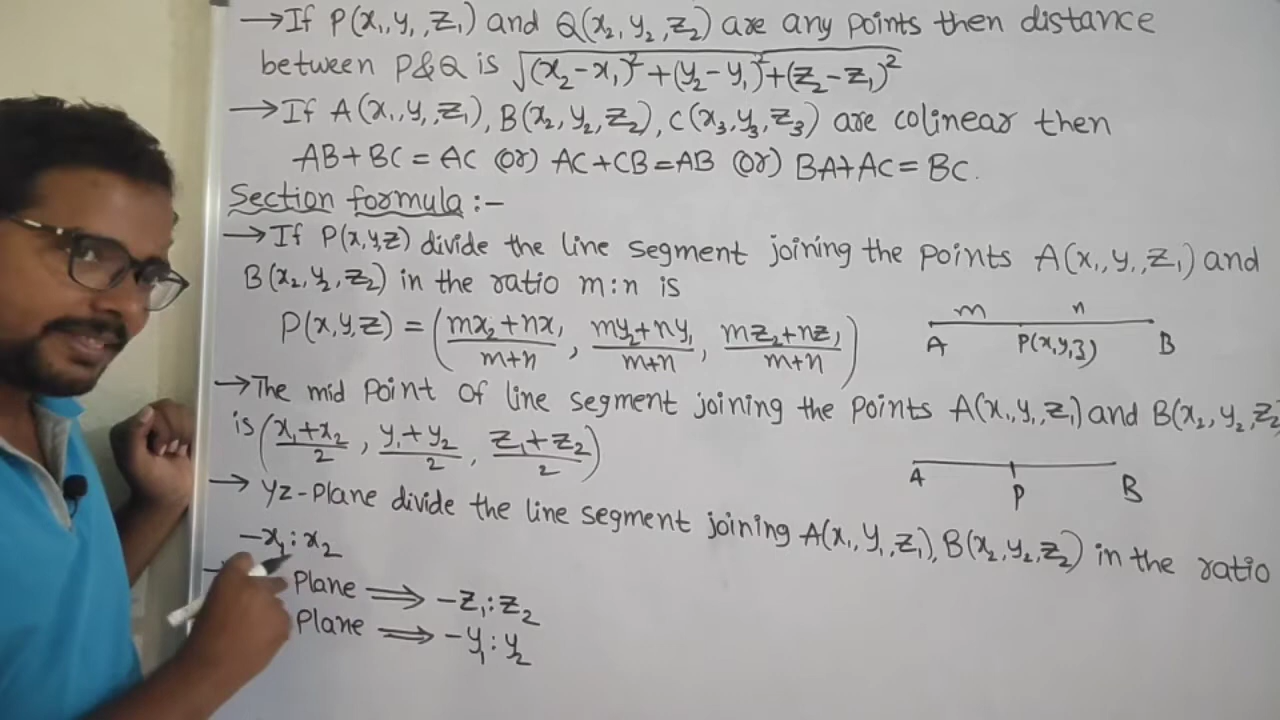 →If P(x₁,y₁,z₁) and Q(x₂,y₂,z₂) are any points then distance
between P&Q is √(x₂-x₁)²+(y₂-y₁)²+(z₂-z₁)²
→If A(x₁,y₁,z₁), B(x₂,y₂,z₂), C(x₃,y₃,z₃) are colinear then
AB+BC = AC (or) AC+CB=AB (or) BA+AC=BC.
Section formula :-
→If P(x,y,z) divide the line segment joining the points A(x₁,y₁,z₁) and
B(x₂,y₂,z₂) in the ratio m:n is
P(x,y,z) = (mx₂+nx₁/m+n, my₂+ny₁/m+n, mz₂+nz₁/m+n)
m n
A P(x,y,z) B
→The mid point of line segment joining the points A(x₁,y₁,z₁) and B(x₂,y₂,z₂
is (x₁+x₂/2, y₁+y₂/2, z₁+z₂/2)
A P B
→ YZ-Plane divide the line segment joining A(x₁,y₁,z₁), B(x₂,y₂,z₂) in the ratio
-x₁:x₂
Plane ⟹ -z₁:z₂
Plane ⟹ -y₁:y₂